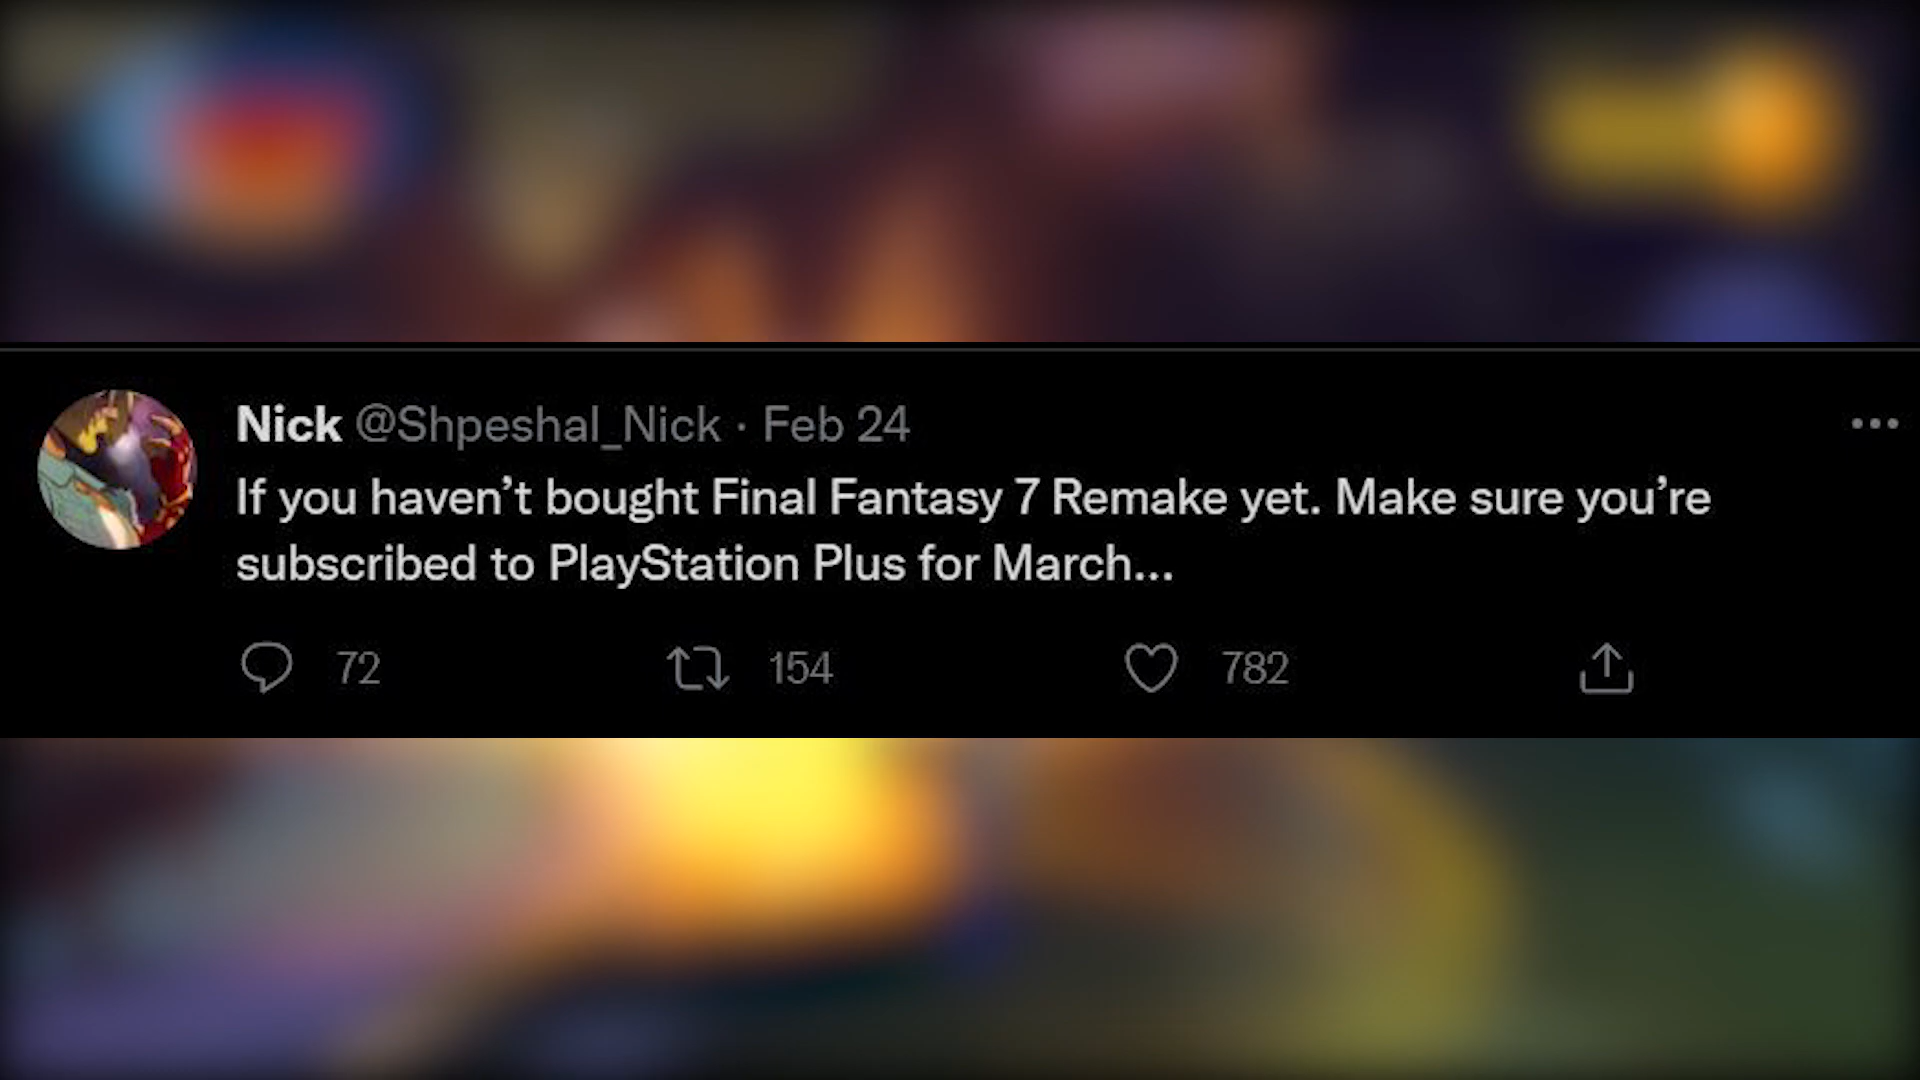 Nick @Shpeshal_Nick · Feb 24
If you haven’t bought Final Fantasy 7 Remake yet. Make sure you’re
subscribed to PlayStation Plus for March...
72 154 782